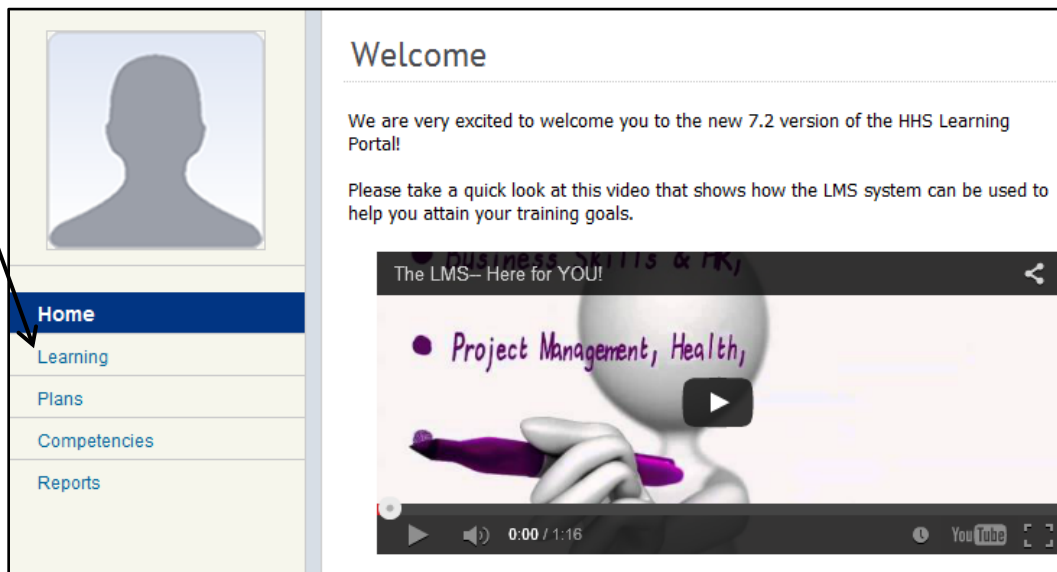 Welcome
We are very excited to welcome you to the new 7.2 version of the HHS Learning
Portal!
Please take a quick look at this video that shows how the LMS system can be used to
help you attain your training goals.
Business Skills & HR,
The LMS-- Here for YOU!
Project Management, Health,
0:00 / 1:16
YouTube
Home
Learning
Plans
Competencies
Reports